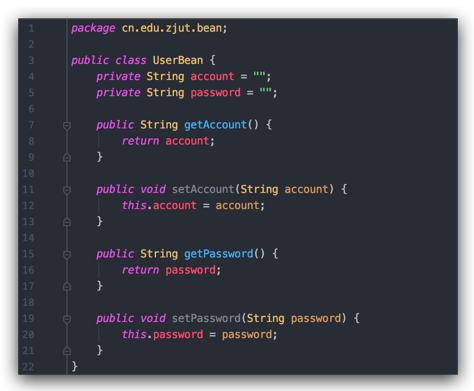 1 package cn.edu.zjut.bean;
2
3 public class UserBean {
4     private String account = "";
5     private String password = "";
6
7     public String getAccount() {
8         return account;
9     }
10
11     public void setAccount(String account) {
12         this.account = account;
13     }
14
15     public String getPassword() {
16         return password;
17     }
18
19     public void setPassword(String password) {
20         this.password = password;
21     }
22 }